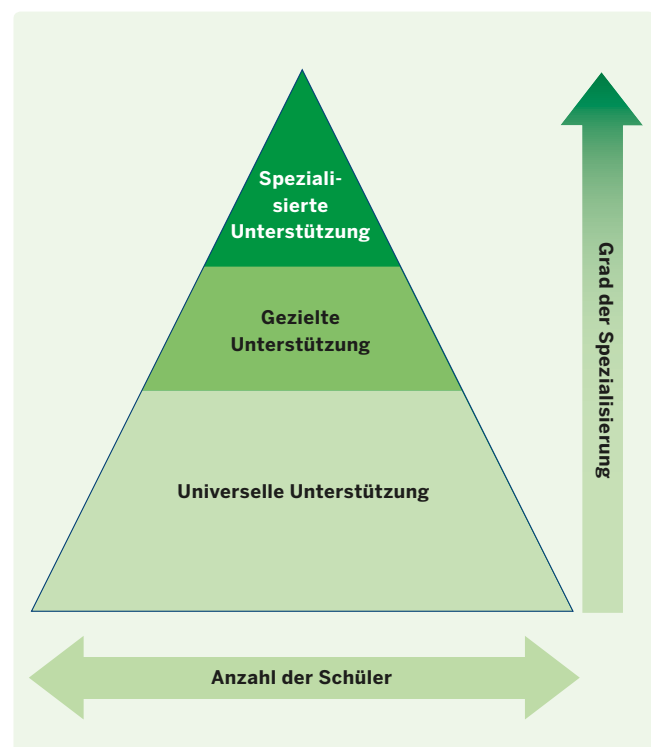 Speziali-
sierte
Unterstützung
Gezielte
Unterstützung
Universelle Unterstützung
Grad der Spezialisierung
Anzahl der Schüler